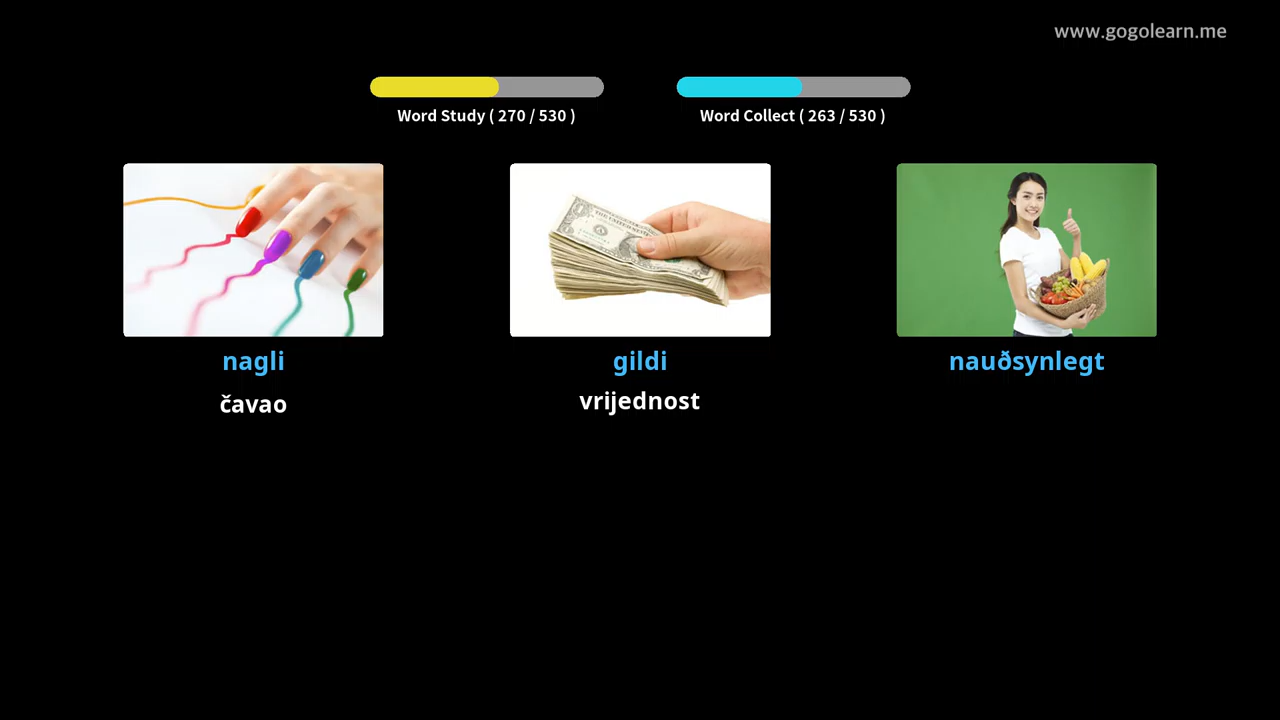 www.gogolearn.me
Word Study ( 270 / 530 )
Word Collect ( 263 / 530 )
nagli
gildi
nauðsynlegt
čavao
vrijednost